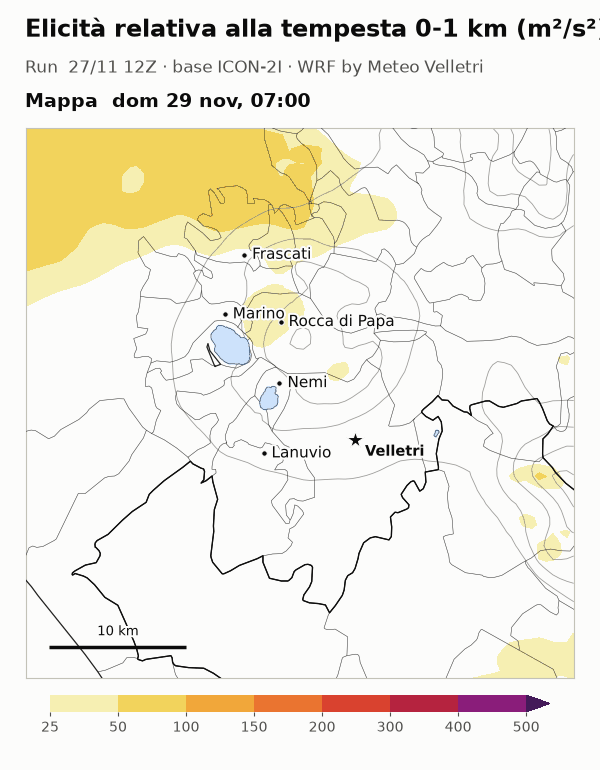 Elicità relativa alla tempesta 0-1 km (m²/s²)
Run 27/11 12Z · base ICON-2I · WRF by Meteo Velletri
Mappa dom 29 nov, 07:00
Frascati
Marino
Rocca di Papa
Nemi
Velletri
Lanuvio
10 km
25 50 100 150 200 300 400 500